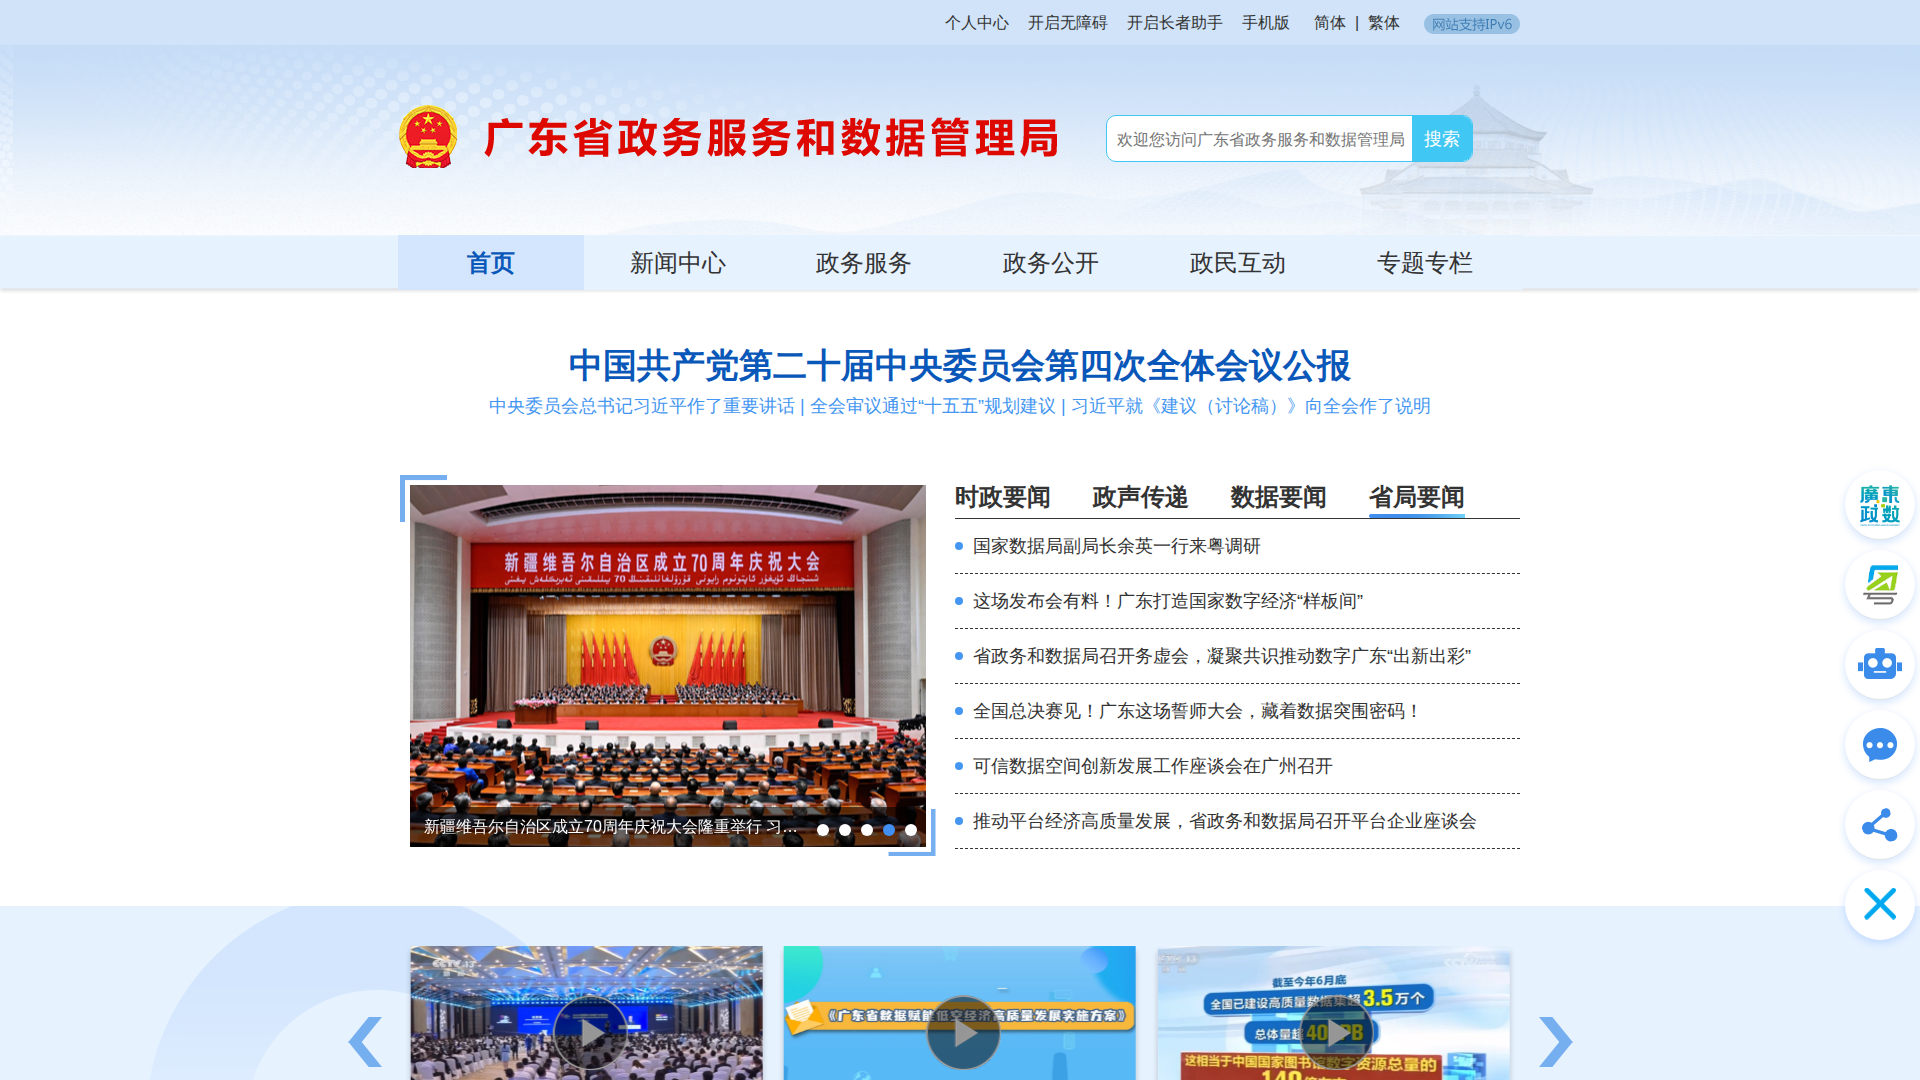 个人中心 开启无障碍 开启长者助手 手机版 简体 | 繁体 网站支持IPv6
广东省政务服务和数据管理局
欢迎您访问广东省政务服务和数据管理局 搜索
首页 新闻中心 政务服务 政务公开 政民互动 专题专栏
中国共产党第二十届中央委员会第四次全体会议公报
中央委员会总书记习近平作了重要讲话 | 全会审议通过“十五五”规划建议 | 习近平就《建议（讨论稿）》向全会作了说明
新疆维吾尔自治区成立70周年庆祝大会
新疆维吾尔自治区成立70周年庆祝大会隆重举行 习...
时政要闻 政声传递 数据要闻 省局要闻
国家数据局副局长余英一行来粤调研
这场发布会有料！广东打造国家数字经济“样板间”
省政务和数据局召开务虚会，凝聚共识推动数字广东“出新出彩”
全国总决赛见！广东这场誓师大会，藏着数据突围密码！
可信数据空间创新发展工作座谈会在广州召开
推动平台经济高质量发展，省政务和数据局召开平台企业座谈会
廣東
政数
CCTV 13
《广东省数据赋能低空经济高质量发展实施方案》
截至今年6月底
全国已建设高质量数据集超3.5万个
总体量超
这相当于中国国家图书馆数字资源总量的